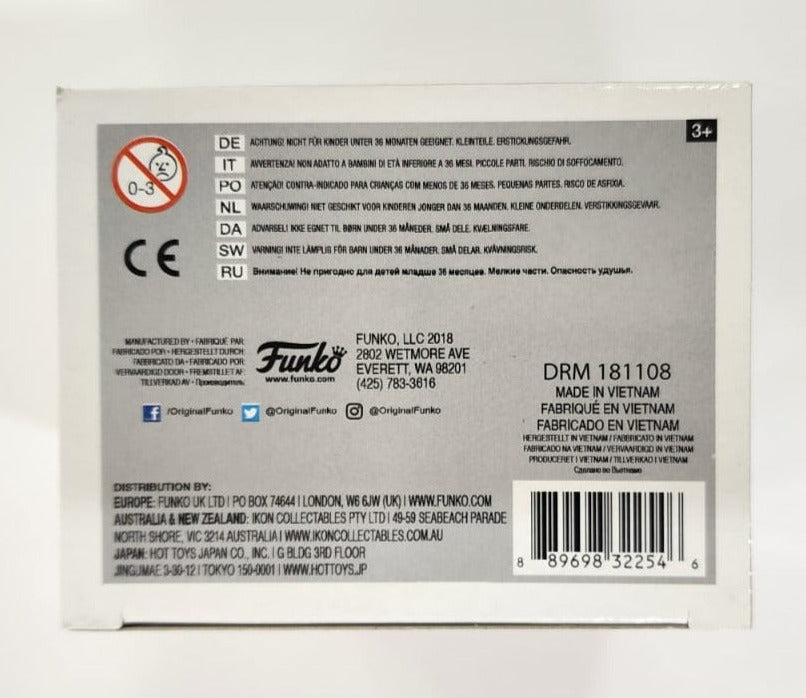 3+
0-3
CE
DE ACHTUNG! NICHT FÜR KINDER UNTER 36 MONATEN GEEIGNET. KLEINTEILE. ERSTICKUNGSGEFAHR.
IT AVVERTENZA! NON ADATTO A BAMBINI DI ETÀ INFERIORE A 36 MESI. PICCOLE PARTI. RISCHIO DI SOFFOCAMENTO.
PO ATENÇÃO! CONTRA-INDICADO PARA CRIANÇAS COM MENOS DE 36 MESES. PEQUENAS PARTES. RISCO DE ASFIXIA.
NL WAARSCHUWING! NIET GESCHIKT VOOR KINDEREN JONGER DAN 36 MAANDEN. KLEINE ONDERDELEN. VERSTIKKINGSGEVAAR.
DA ADVARSEL! IKKE EGNET TIL BØRN UNDER 36 MÅNEDER. SMÅ DELE. KVÆLNINGSFARE.
SW VARNING! INTE LÄMPLIG FÖR BARN UNDER 36 MÅNADER. SMÅ DELAR. KVÄVNINGSRISK.
RU Внимание! Не пригодно для детей младше 36 месяцев. Мелкие части. Опасность удушья.
MANUFACTURED BY • FABRIQUÉ PAR
FABRICADO POR • HERGESTELLT DURCH
FABBRICATO DA • FABRICADO POR
VERVAARDIGD DOOR • FREMSTILLET AF
TILLVERKAD AV • Производитель
Funko
www.funko.com
FUNKO, LLC 2018
2802 WETMORE AVE
EVERETT, WA 98201
(425) 783-3616
/OriginalFunko @OriginalFunko @OriginalFunko
DRM 181108
MADE IN VIETNAM
FABRIQUÉ EN VIETNAM
FABRICADO EN VIETNAM
HERGESTELLT IN VIETNAM / FABBRICATO IN VIETNAM
FABRICADO NA VIETNAM / VERVAARDIGD IN VIETNAM
PRODUCERET I VIETNAM / TILLVERKAD I VIETNAM
Сделано во Вьетнаме
DISTRIBUTION BY:
EUROPE: FUNKO UK LTD | PO BOX 74644 | LONDON, W6 6JW (UK) | WWW.FUNKO.COM
AUSTRALIA & NEW ZEALAND: IKON COLLECTABLES PTY LTD | 49-59 SEABEACH PARADE
NORTH SHORE, VIC 3214 AUSTRALIA | WWW.IKONCOLLECTABLES.COM.AU
JAPAN: HOT TOYS JAPAN CO., INC. | G BLDG 3RD FLOOR
JINGUMAE 3-30-12 | TOKYO 150-0001 | WWW.HOTTOYS.JP
8 89698 32254 6